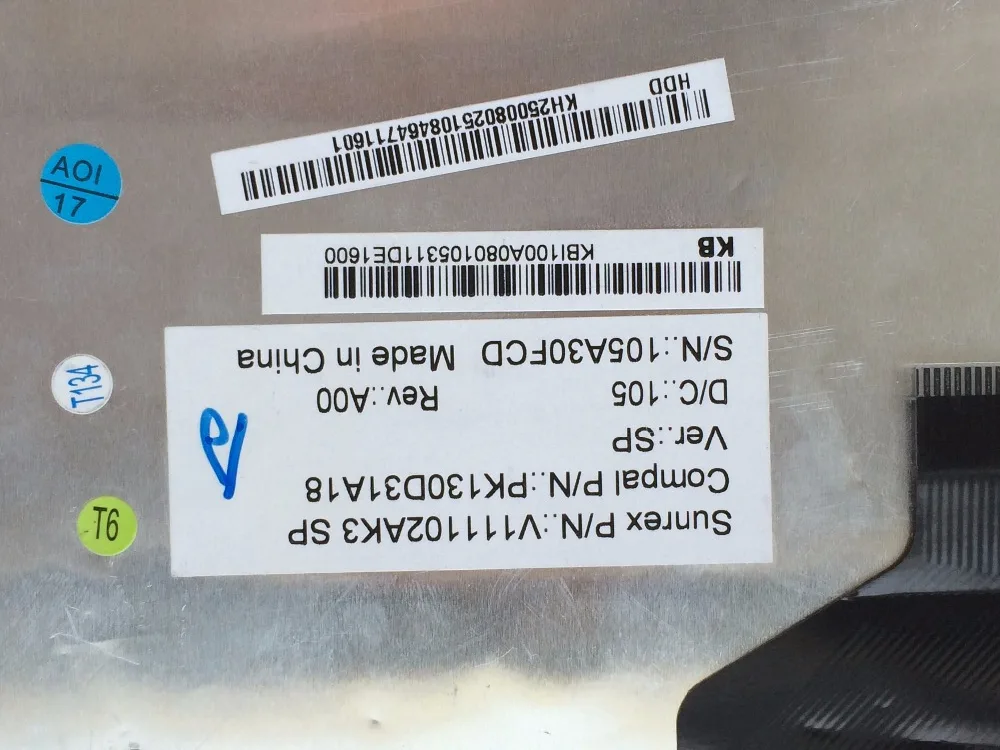 Sunrex P/N.:V111102AK3 SP
Compal P/N.:PK130D31A18
Ver.:SP
D/C.:105 Rev.:A00
S/N.:105A30FCD Made in China
KB KBI100A080105311DE1600
HDD
KH25008025108464711601
AOI
17
T134
T6